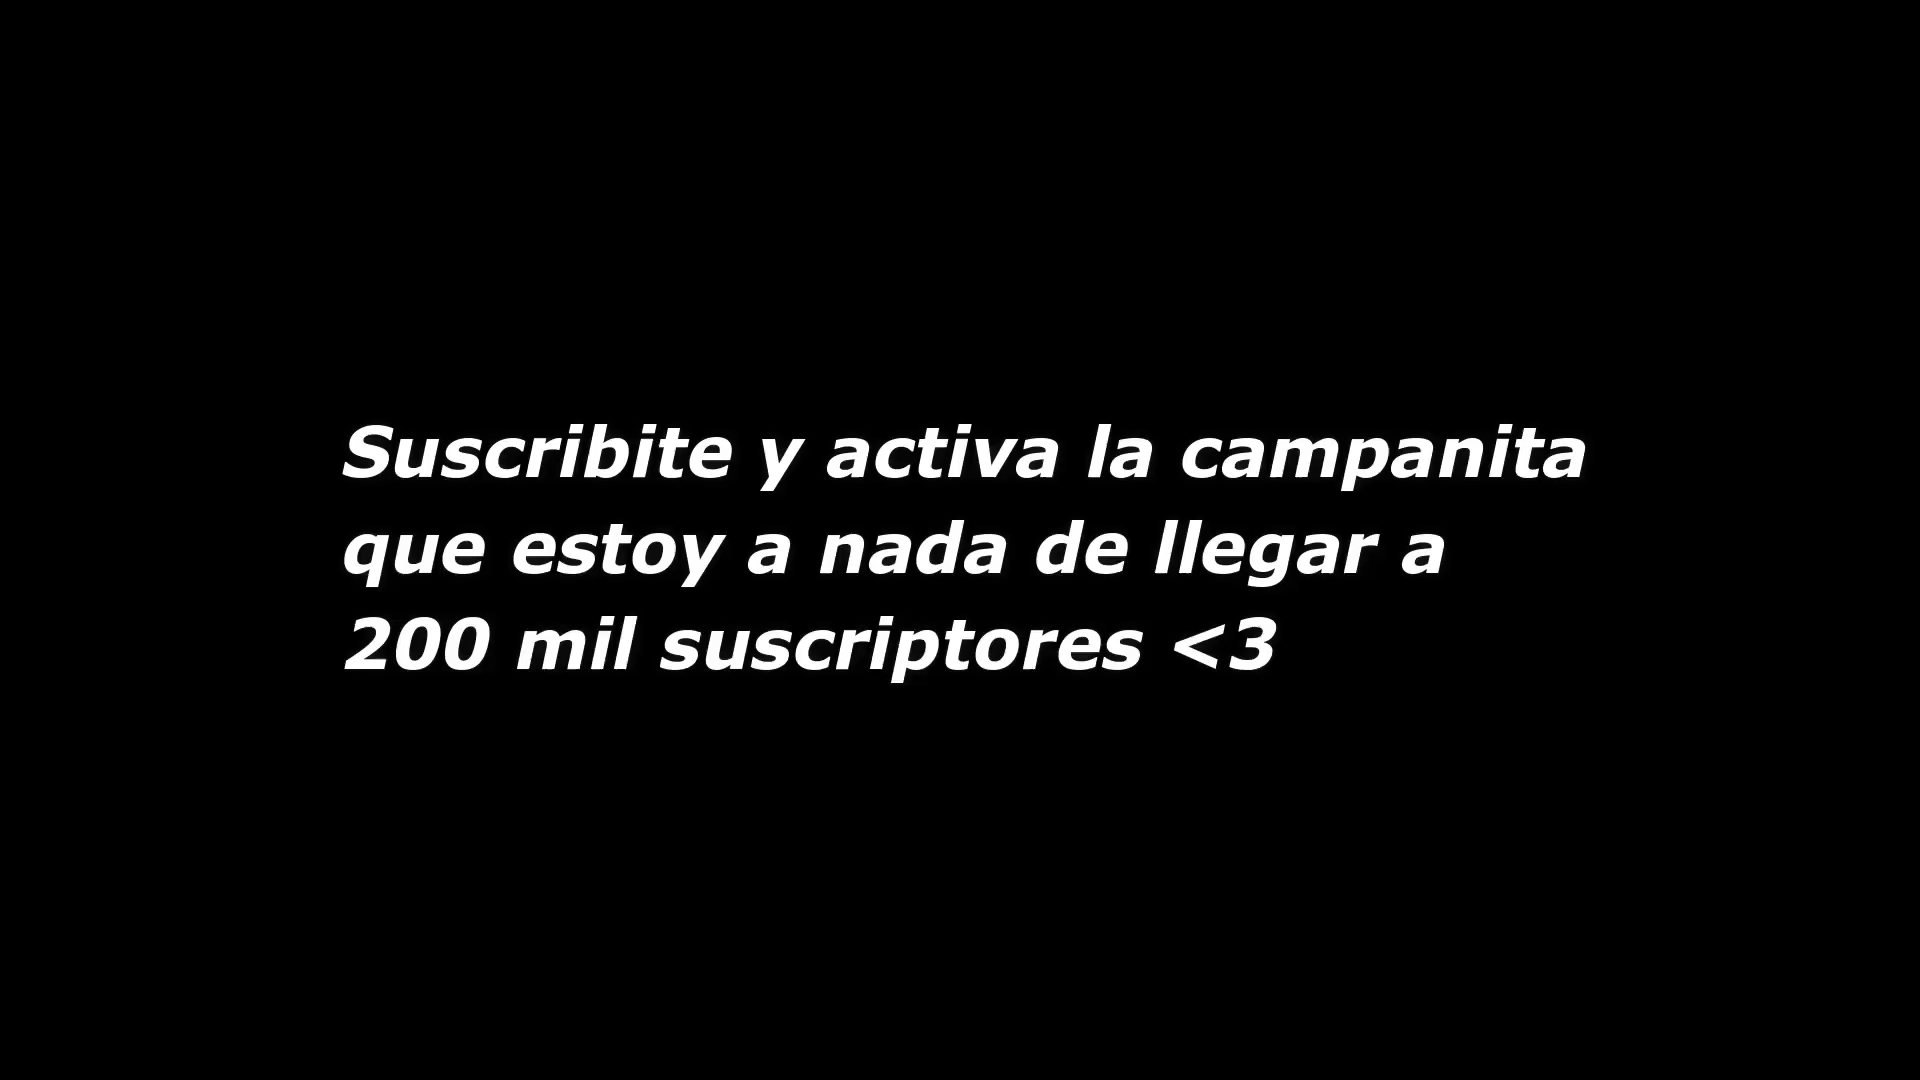 Suscribite y activa la campanita
que estoy a nada de llegar a
200 mil suscriptores <3